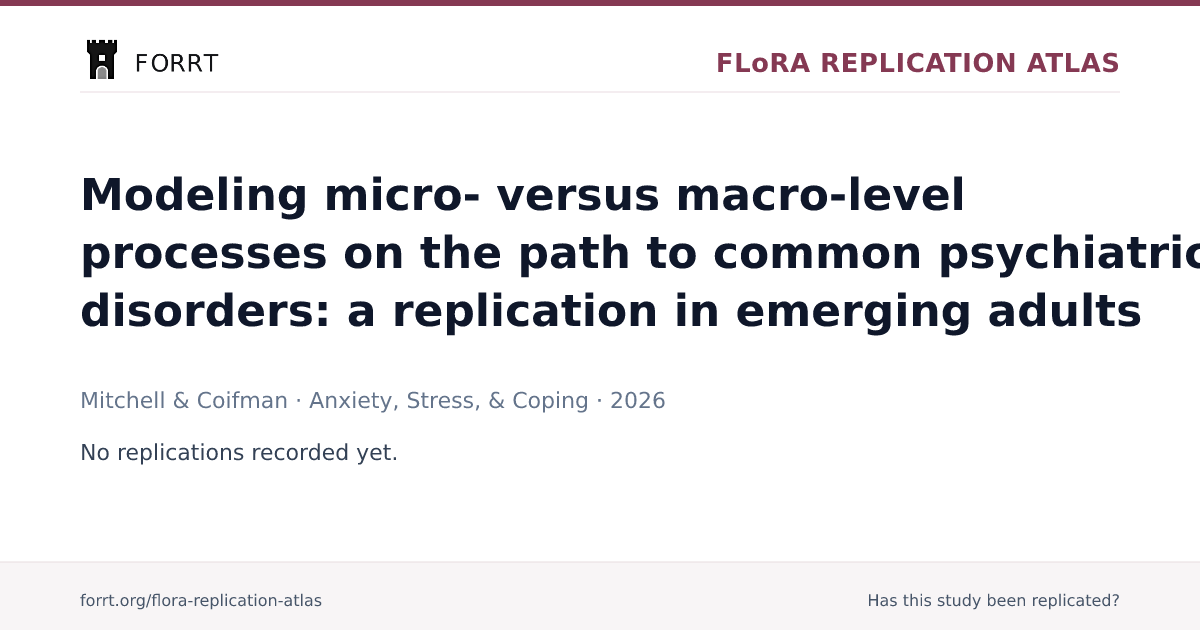 FORRT
FLoRA REPLICATION ATLAS
Modeling micro- versus macro-level
processes on the path to common psychiatric
disorders: a replication in emerging adults
Mitchell & Coifman · Anxiety, Stress, & Coping · 2026
No replications recorded yet.
forrt.org/flora-replication-atlas
Has this study been replicated?